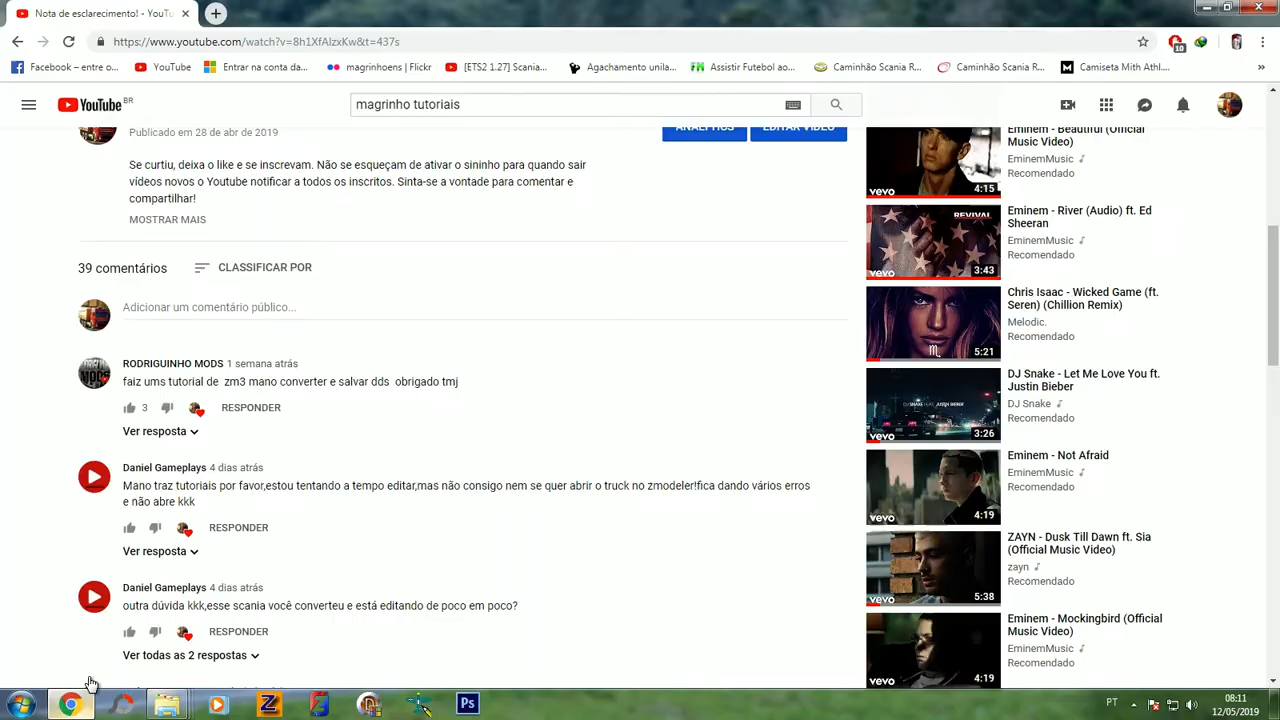 Nota de esclarecimento! - YouTu
https://www.youtube.com/watch?v=8h1XfAlzxKw&t=437s
10
Facebook – entre o...
YouTube
Entrar na conta da...
magrinhoens | Flickr
[ETS2 1.27] Scania...
Agachamento unila...
Assistir Futebol ao...
Caminhão Scania R...
Caminhão Scania R...
Camiseta Mith Athl...
»
YouTube BR
magrinho tutoriais
Publicado em 28 de abr de 2019
ANALYTICS
EDITAR VÍDEO
Se curtiu, deixa o like e se inscrevam. Não se esqueçam de ativar o sininho para quando sair
vídeos novos o Youtube notificar a todos os inscritos. Sinta-se a vontade para comentar e
compartilhar!
MOSTRAR MAIS
39 comentários
CLASSIFICAR POR
Adicionar um comentário público...
RODRIGUINHO MODS 1 semana atrás
faiz ums tutorial de zm3 mano converter e salvar dds obrigado tmj
3
RESPONDER
Ver resposta
Daniel Gameplays 4 dias atrás
Mano traz tutoriais por favor,estou tentando a tempo editar,mas não consigo nem se quer abrir o truck no zmodeler!fica dando vários erros
e não abre kkk
RESPONDER
Ver resposta
Daniel Gameplays 4 dias atrás
outra dúvida kkk,esse scania você converteu e está editando de poco em poco?
RESPONDER
Ver todas as 2 respostas
Eminem - Beautiful (Official
Music Video)
EminemMusic
Recomendado
vevo
4:15
Eminem - River (Audio) ft. Ed
Sheeran
EminemMusic
Recomendado
REVIVAL
vevo
3:43
Chris Isaac - Wicked Game (ft.
Seren) (Chillion Remix)
Melodic.
Recomendado
5:21
DJ Snake - Let Me Love You ft.
Justin Bieber
DJ Snake
Recomendado
vevo
3:26
Eminem - Not Afraid
EminemMusic
Recomendado
vevo
4:19
ZAYN - Dusk Till Dawn ft. Sia
(Official Music Video)
zayn
Recomendado
vevo
5:38
Eminem - Mockingbird (Official
Music Video)
EminemMusic
Recomendado
vevo
4:19
Ps
PT
08:11
12/05/2019